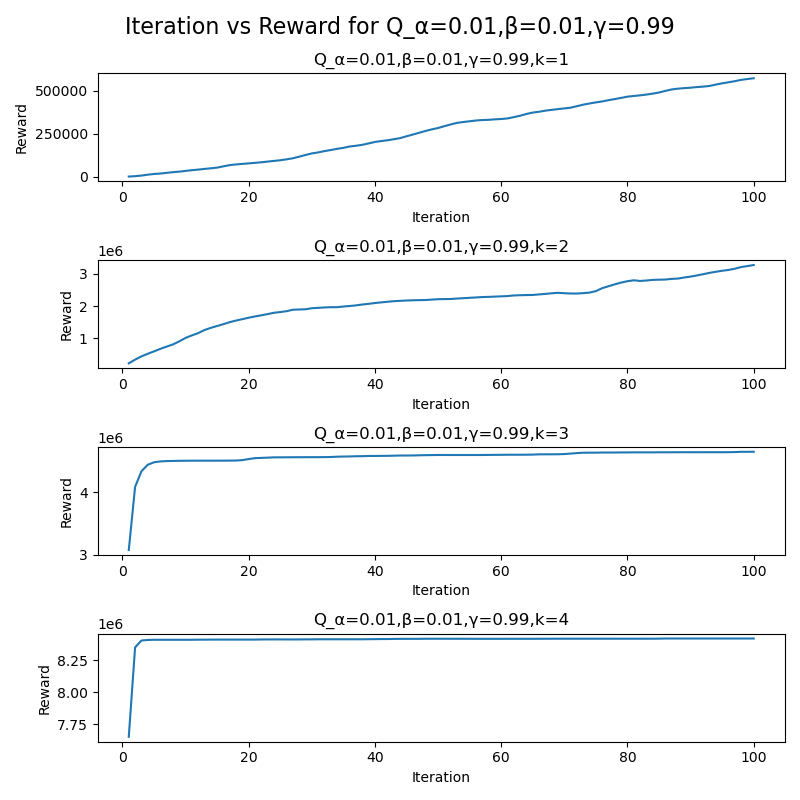 Iteration vs Reward for Q_α=0.01,β=0.01,γ=0.99
Q_α=0.01,β=0.01,γ=0.99,k=1
500000
250000
0
Reward
0 20 40 60 80 100
Iteration
Q_α=0.01,β=0.01,γ=0.99,k=2
1e6
3
2
1
Reward
0 20 40 60 80 100
Iteration
Q_α=0.01,β=0.01,γ=0.99,k=3
1e6
4
3
Reward
0 20 40 60 80 100
Iteration
Q_α=0.01,β=0.01,γ=0.99,k=4
1e6
8.25
8.00
7.75
Reward
0 20 40 60 80 100
Iteration